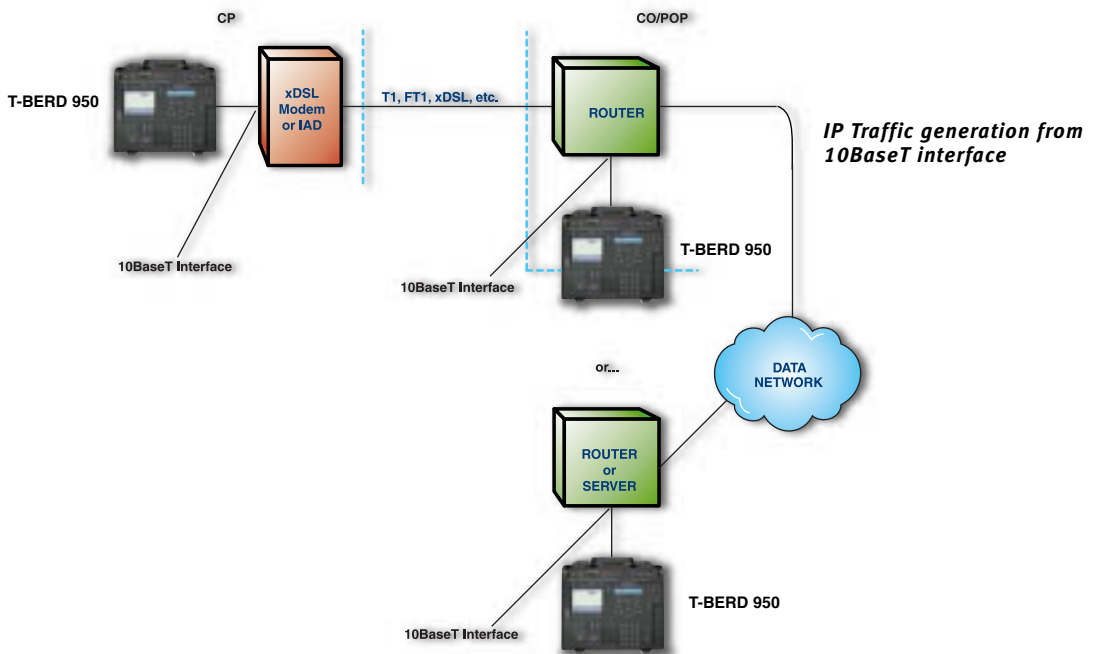 CP
CO/POP
T-BERD 950
xDSL
Modem
or IAD
T1, FT1, xDSL, etc.
ROUTER
IP Traffic generation from
10BaseT interface
10BaseT Interface
T-BERD 950
10BaseT Interface
or...
DATA
NETWORK
ROUTER
or
SERVER
T-BERD 950
10BaseT Interface